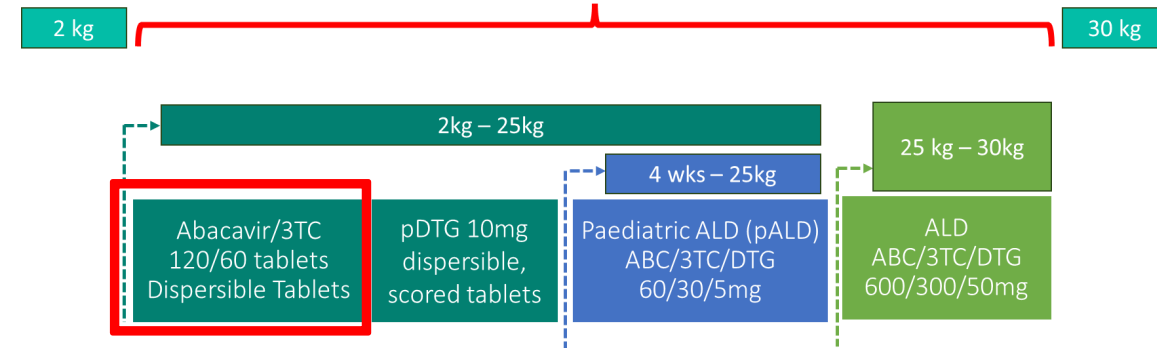 2 kg
30 kg
2kg – 25kg
25 kg – 30kg
4 wks – 25kg
Abacavir/3TC
120/60 tablets
Dispersible Tablets
pDTG 10mg
dispersible,
scored tablets
Paediatric ALD (pALD)
ABC/3TC/DTG
60/30/5mg
ALD
ABC/3TC/DTG
600/300/50mg